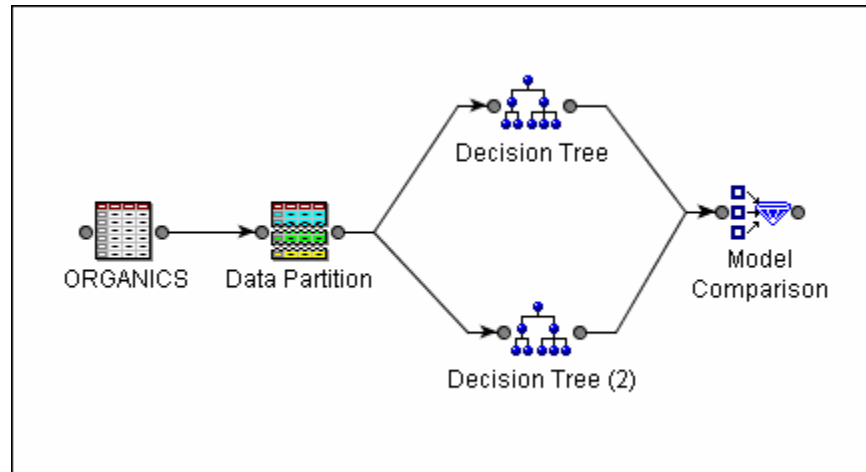 Decision Tree
ORGANICS
Data Partition
Model
Comparison
Decision Tree (2)